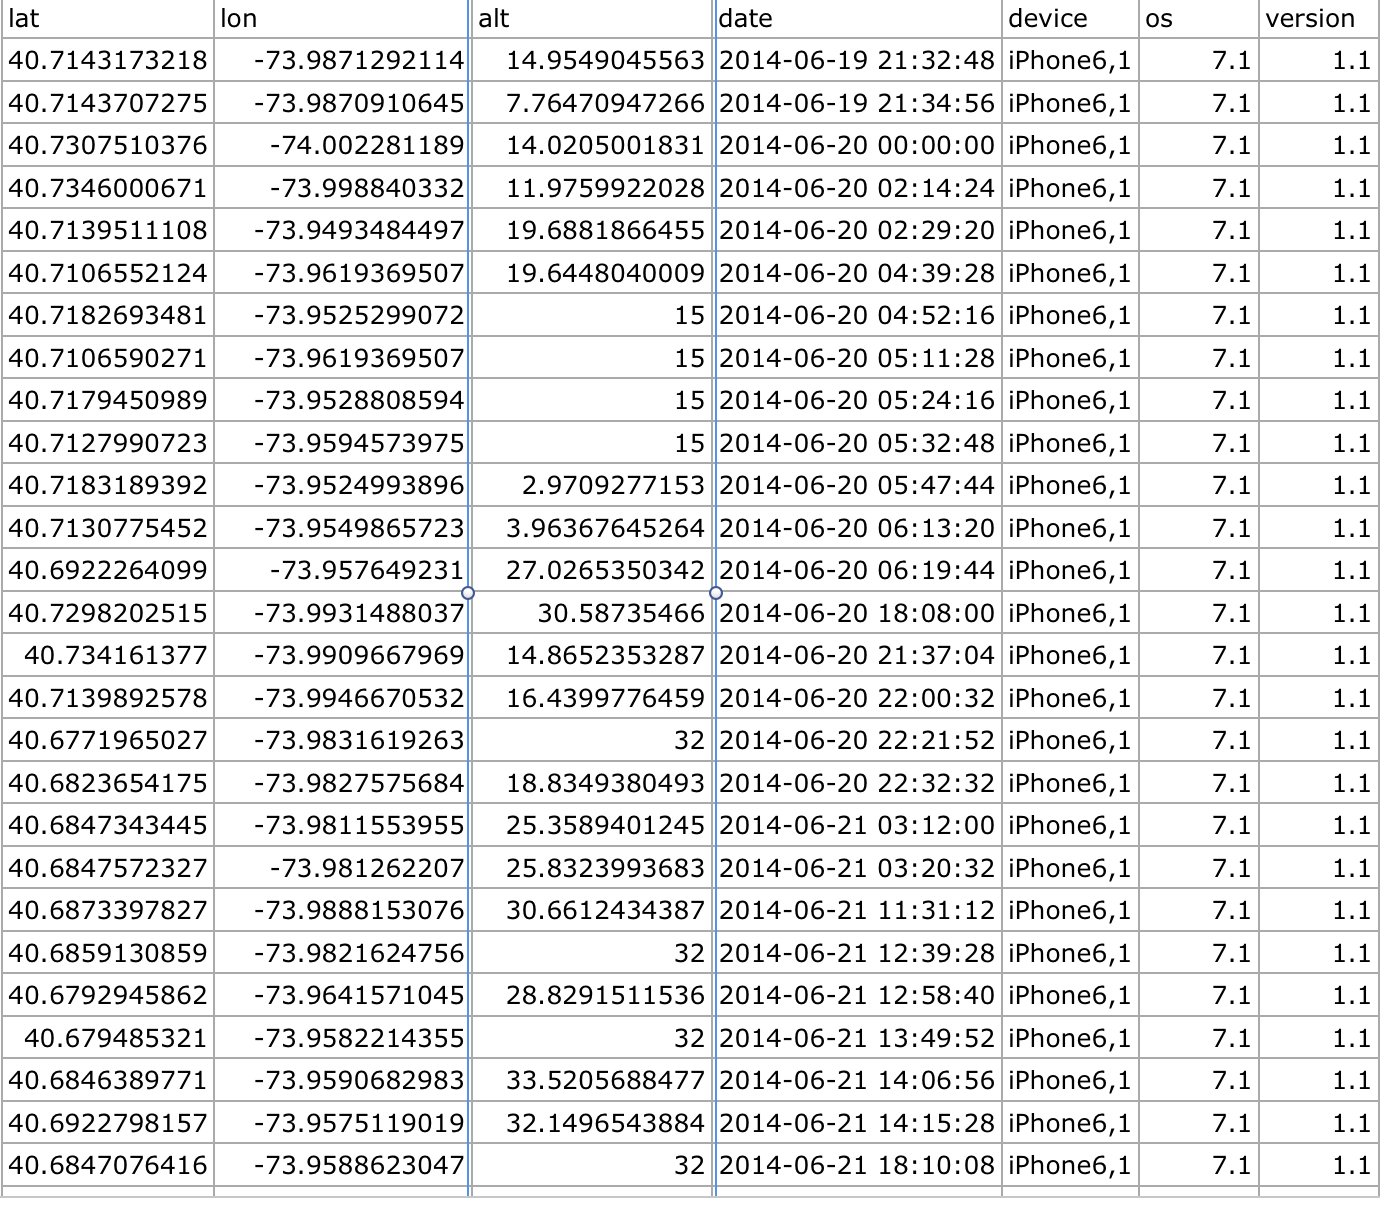 lat lon alt date device os version
40.7143173218 -73.9871292114 14.9549045563 2014-06-19 21:32:48 iPhone6,1 7.1 1.1
40.7143707275 -73.9870910645 7.76470947266 2014-06-19 21:34:56 iPhone6,1 7.1 1.1
40.7307510376 -74.002281189 14.0205001831 2014-06-20 00:00:00 iPhone6,1 7.1 1.1
40.7346000671 -73.998840332 11.9759922028 2014-06-20 02:14:24 iPhone6,1 7.1 1.1
40.7139511108 -73.9493484497 19.6881866455 2014-06-20 02:29:20 iPhone6,1 7.1 1.1
40.7106552124 -73.9619369507 19.6448040009 2014-06-20 04:39:28 iPhone6,1 7.1 1.1
40.7182693481 -73.9525299072 15 2014-06-20 04:52:16 iPhone6,1 7.1 1.1
40.7106590271 -73.9619369507 15 2014-06-20 05:11:28 iPhone6,1 7.1 1.1
40.7179450989 -73.9528808594 15 2014-06-20 05:24:16 iPhone6,1 7.1 1.1
40.7127990723 -73.9594573975 15 2014-06-20 05:32:48 iPhone6,1 7.1 1.1
40.7183189392 -73.9524993896 2.9709277153 2014-06-20 05:47:44 iPhone6,1 7.1 1.1
40.7130775452 -73.9549865723 3.96367645264 2014-06-20 06:13:20 iPhone6,1 7.1 1.1
40.6922264099 -73.957649231 27.0265350342 2014-06-20 06:19:44 iPhone6,1 7.1 1.1
40.7298202515 -73.9931488037 30.58735466 2014-06-20 18:08:00 iPhone6,1 7.1 1.1
40.734161377 -73.9909667969 14.8652353287 2014-06-20 21:37:04 iPhone6,1 7.1 1.1
40.7139892578 -73.9946670532 16.4399776459 2014-06-20 22:00:32 iPhone6,1 7.1 1.1
40.6771965027 -73.9831619263 32 2014-06-20 22:21:52 iPhone6,1 7.1 1.1
40.6823654175 -73.9827575684 18.8349380493 2014-06-20 22:32:32 iPhone6,1 7.1 1.1
40.6847343445 -73.9811553955 25.3589401245 2014-06-21 03:12:00 iPhone6,1 7.1 1.1
40.6847572327 -73.981262207 25.8323993683 2014-06-21 03:20:32 iPhone6,1 7.1 1.1
40.6873397827 -73.9888153076 30.6612434387 2014-06-21 11:31:12 iPhone6,1 7.1 1.1
40.6859130859 -73.9821624756 32 2014-06-21 12:39:28 iPhone6,1 7.1 1.1
40.6792945862 -73.9641571045 28.8291511536 2014-06-21 12:58:40 iPhone6,1 7.1 1.1
40.679485321 -73.9582214355 32 2014-06-21 13:49:52 iPhone6,1 7.1 1.1
40.6846389771 -73.9590682983 33.5205688477 2014-06-21 14:06:56 iPhone6,1 7.1 1.1
40.6922798157 -73.9575119019 32.1496543884 2014-06-21 14:15:28 iPhone6,1 7.1 1.1
40.6847076416 -73.9588623047 32 2014-06-21 18:10:08 iPhone6,1 7.1 1.1